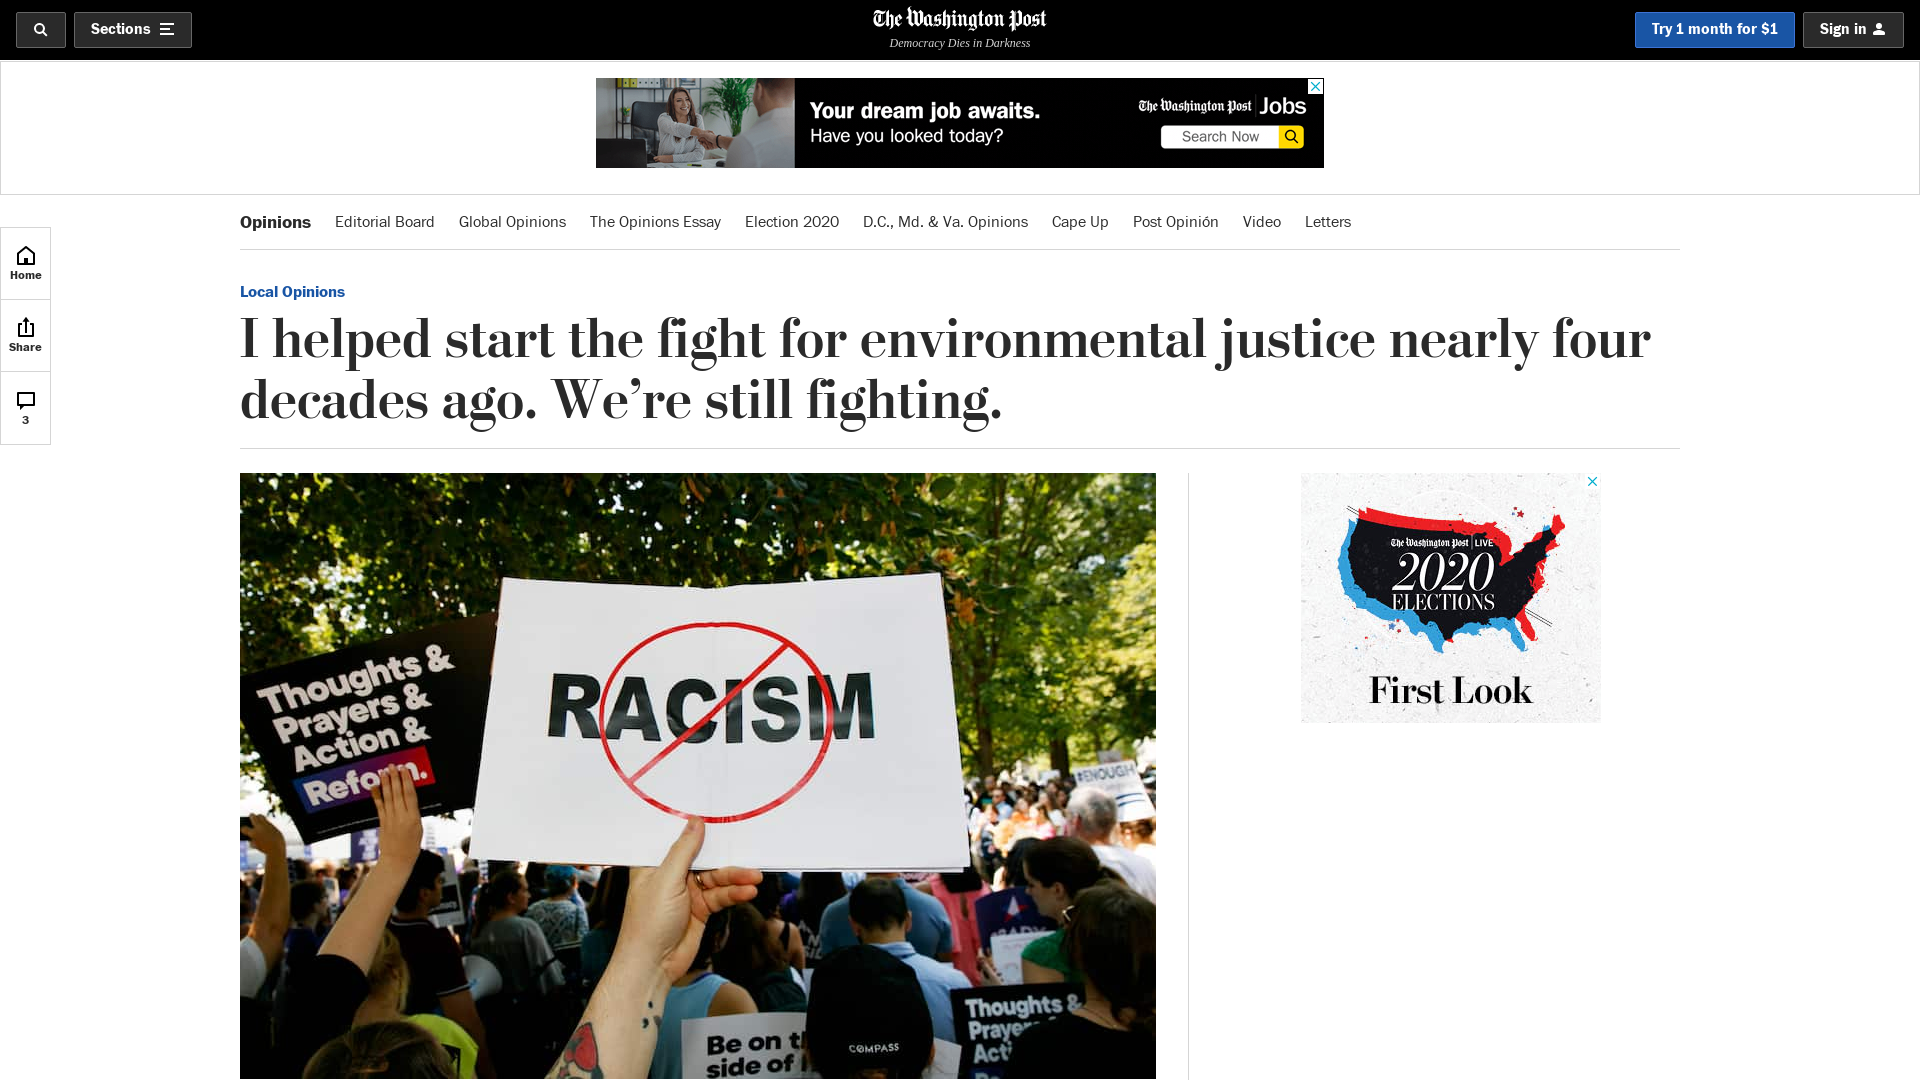 Sections
The Washington Post
Democracy Dies in Darkness
Try 1 month for $1
Sign in
Your dream job awaits.
Have you looked today?
The Washington Post Jobs
Search Now
Opinions Editorial Board Global Opinions The Opinions Essay Election 2020 D.C., Md. & Va. Opinions Cape Up Post Opinión Video Letters
Home
Share
3
Local Opinions
I helped start the fight for environmental justice nearly four
decades ago. We’re still fighting.
Thoughts &
Prayers &
Action &
Reform.
RACISM
#ENOUGH
Be on t
side of
COMPASS
Thoughts &
Praye
Acti
The Washington Post LIVE
2020
ELECTIONS
First Look